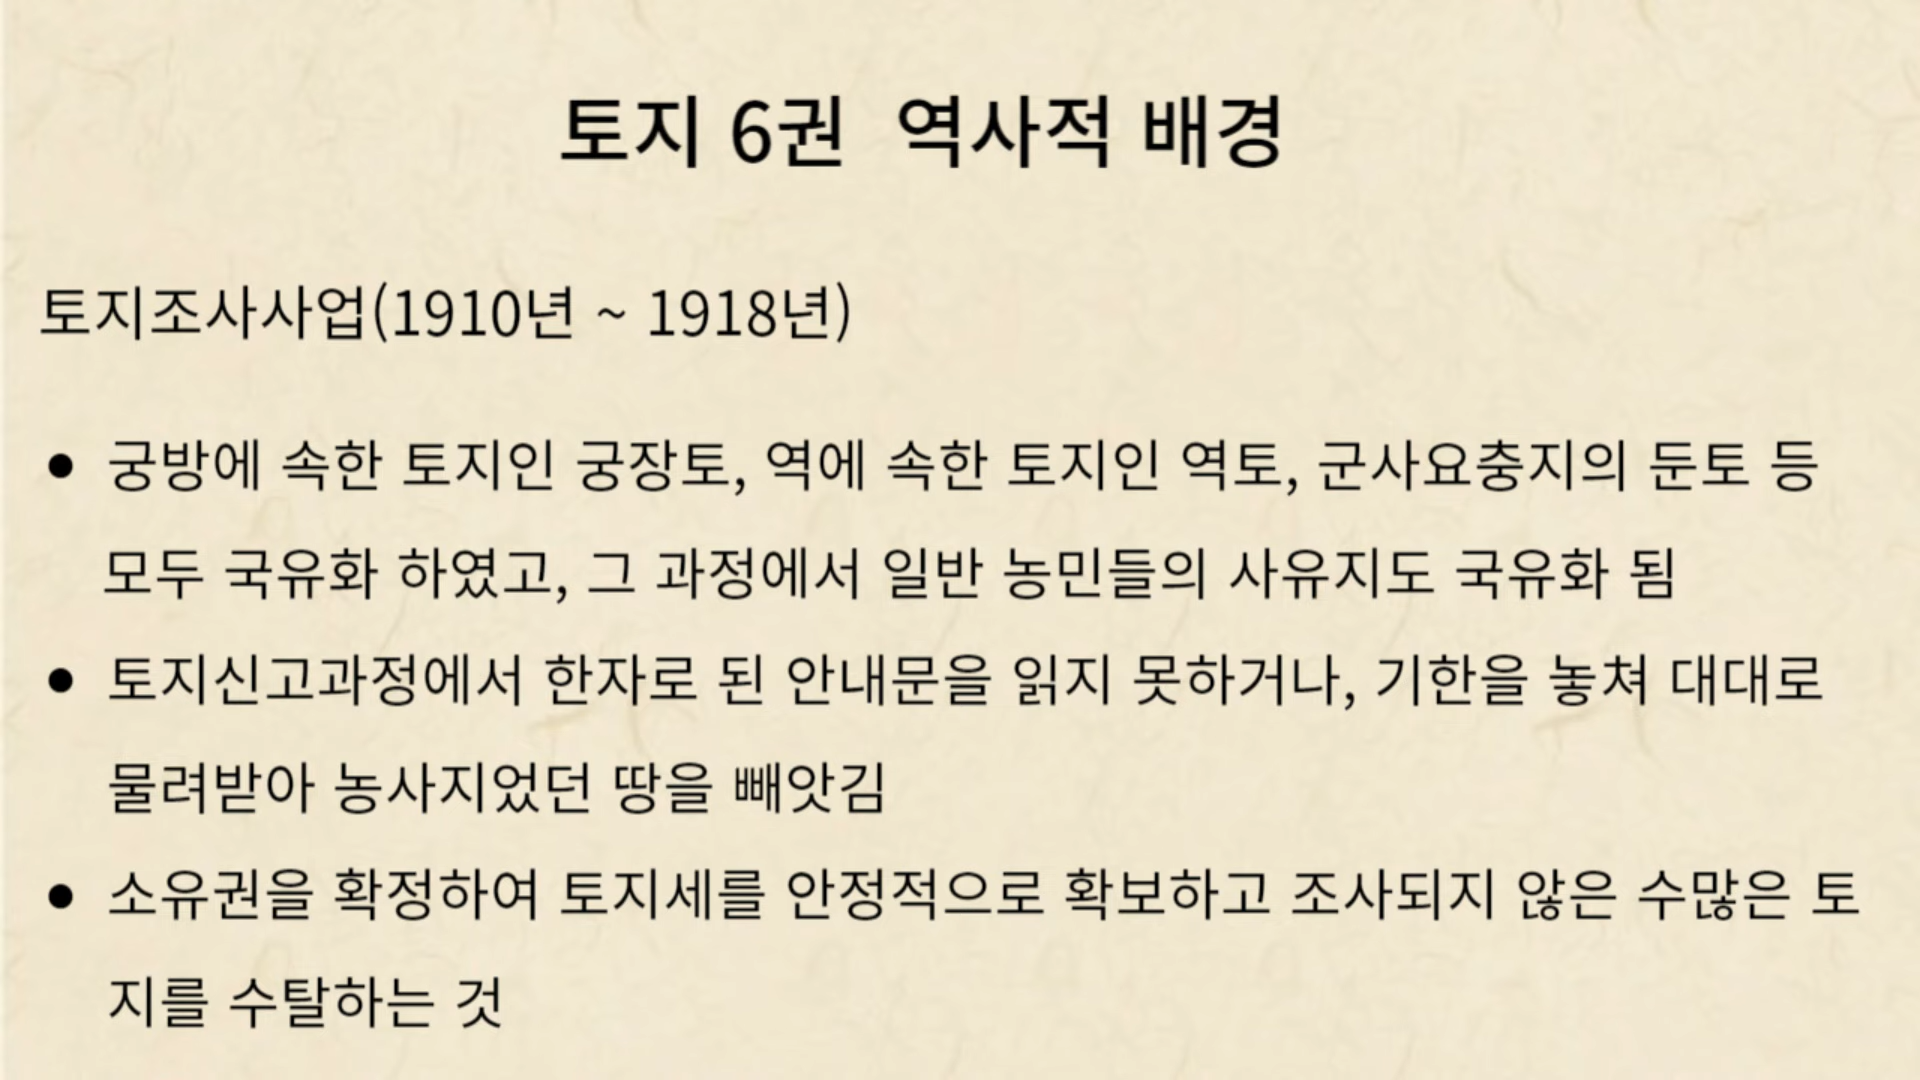 토지 6권  역사적 배경
토지조사사업(1910년 ~ 1918년)
● 궁방에 속한 토지인 궁장토, 역에 속한 토지인 역토, 군사요충지의 둔토 등
모두 국유화 하였고, 그 과정에서 일반 농민들의 사유지도 국유화 됨
● 토지신고과정에서 한자로 된 안내문을 읽지 못하거나, 기한을 놓쳐 대대로
물려받아 농사지었던 땅을 빼앗김
● 소유권을 확정하여 토지세를 안정적으로 확보하고 조사되지 않은 수많은 토
지를 수탈하는 것